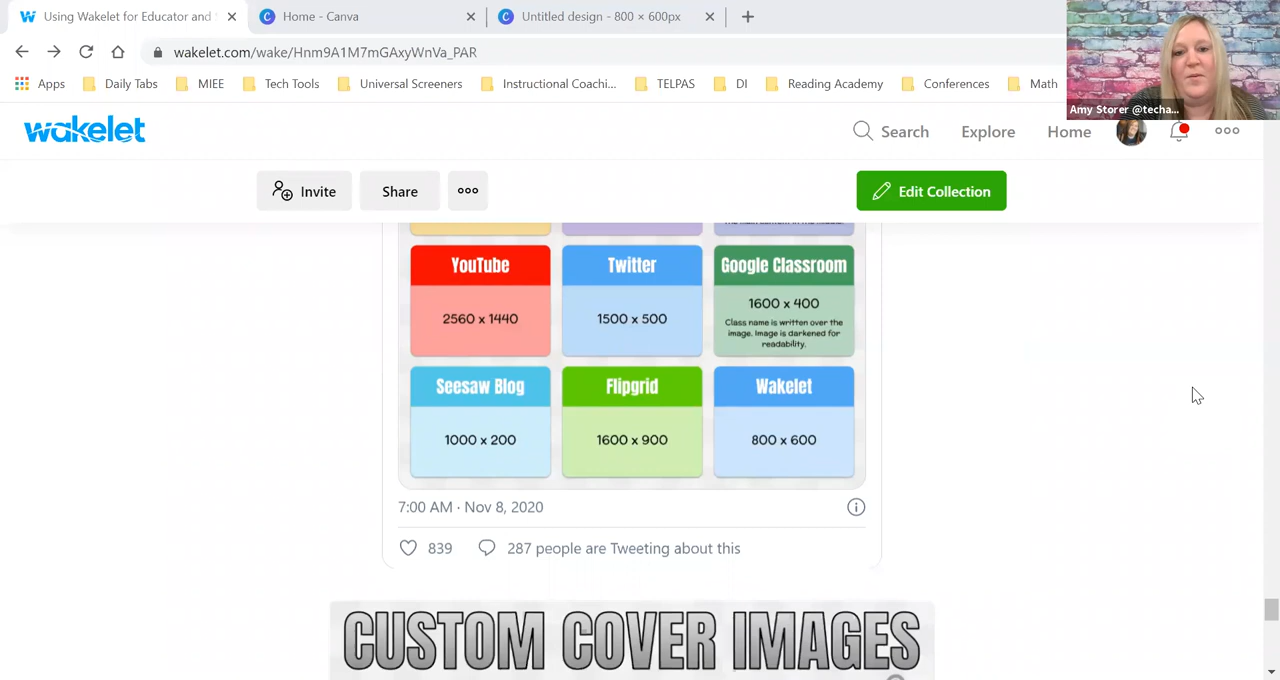 Using Wakelet for Educator and
Home - Canva
Untitled design - 800 × 600px
wakelet.com/wake/Hnm9A1M7mGAxyWnVa_PAR
Apps
Daily Tabs
MIEE
Tech Tools
Universal Screeners
Instructional Coachi...
TELPAS
DI
Reading Academy
Conferences
Math
Amy Storer @techa...
wakelet
Search
Explore
Home
Invite
Share
Edit Collection
YouTube
2560 x 1440
Twitter
1500 x 500
Google Classroom
1600 x 400
Class name is written over the
image. Image is darkened for
readability.
Seesaw Blog
1000 x 200
Flipgrid
1600 x 900
Wakelet
800 x 600
7:00 AM · Nov 8, 2020
839
287 people are Tweeting about this
CUSTOM COVER IMAGES